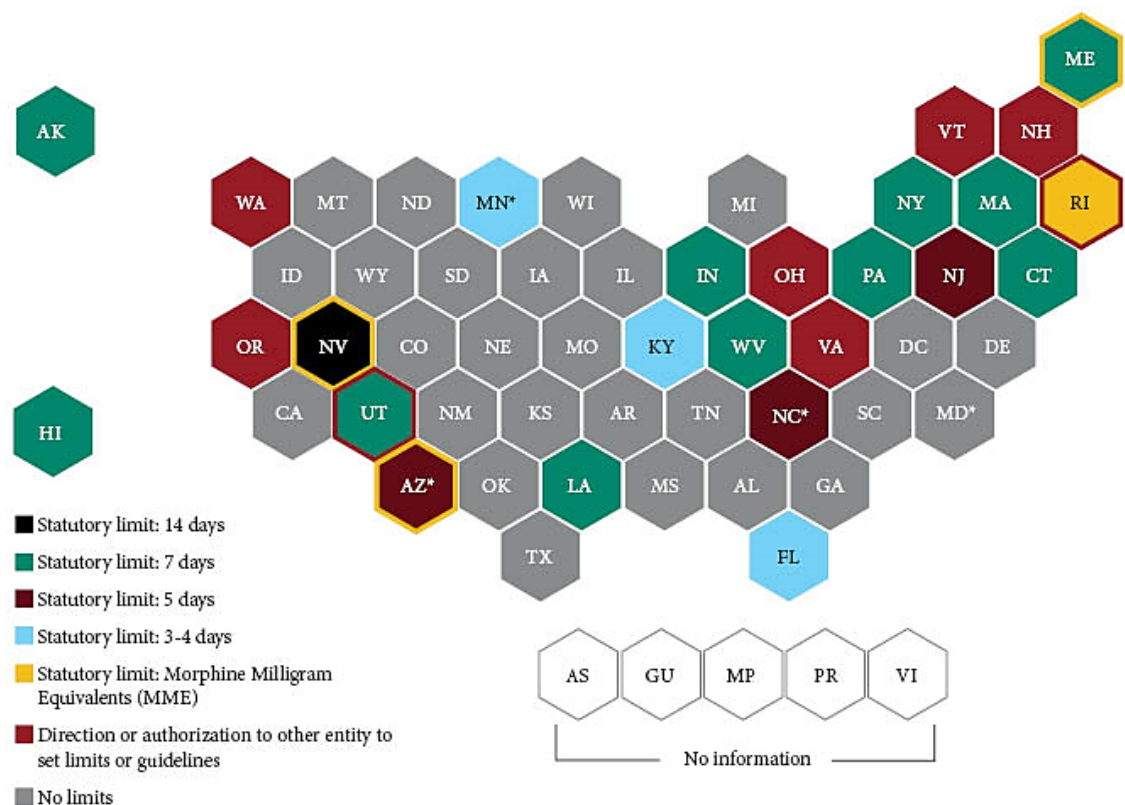 ME
AK
VT NH
WA MT ND MN* WI MI NY MA RI
ID WY SD IA IL IN OH PA NJ CT
OR NV CO NE MO KY WV VA DC DE
HI CA UT NM KS AR TN NC* SC MD*
AZ* OK LA MS AL GA
Statutory limit: 14 days
TX FL
Statutory limit: 7 days
Statutory limit: 5 days
Statutory limit: 3-4 days
Statutory limit: Morphine Milligram
Equivalents (MME)
Direction or authorization to other entity to
set limits or guidelines
No limits
AS GU MP PR VI
No information